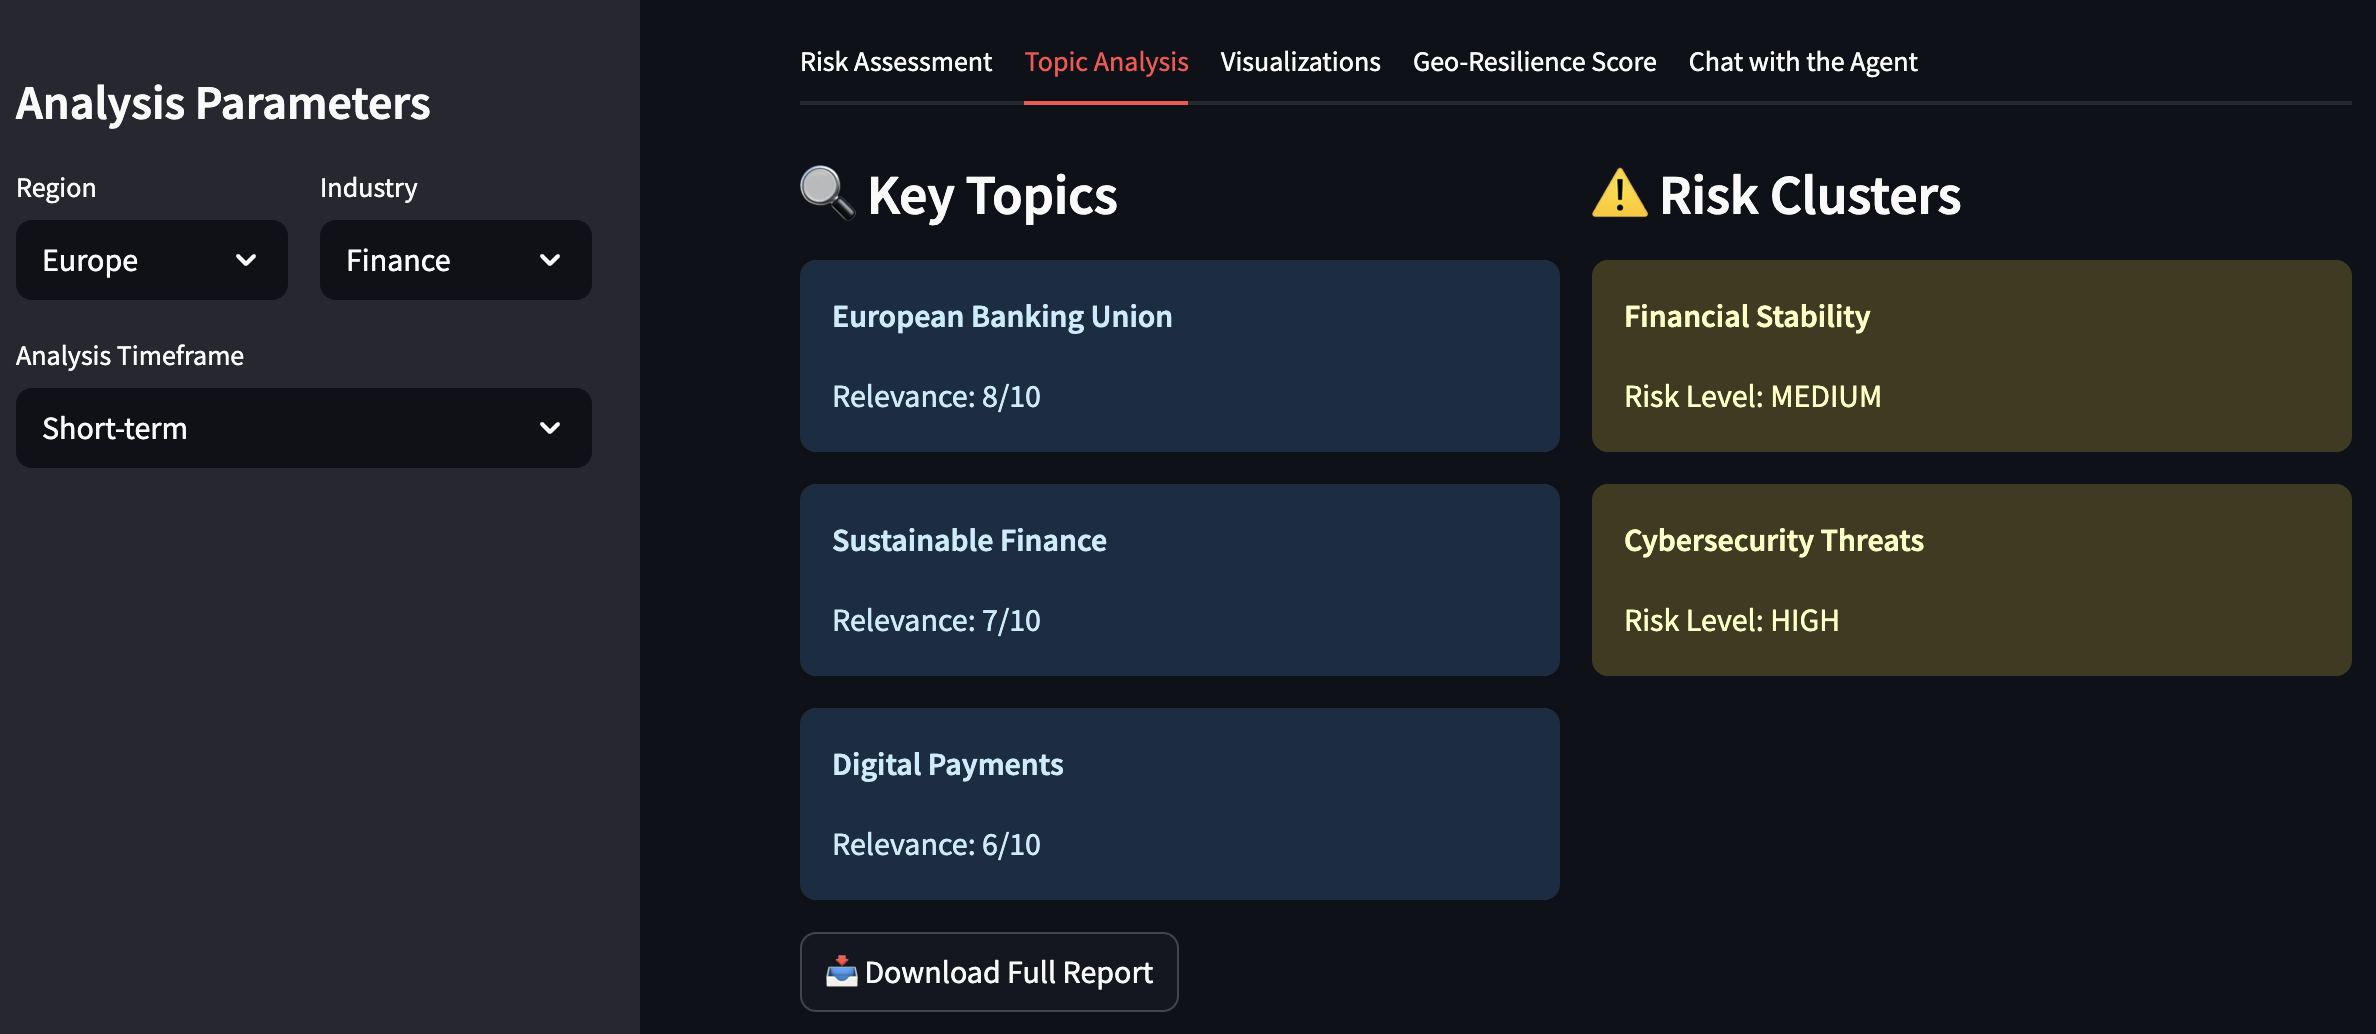 Analysis Parameters
Region
Industry
Europe
Finance
Analysis Timeframe
Short-term
Risk Assessment
Topic Analysis
Visualizations
Geo-Resilience Score
Chat with the Agent
Key Topics
European Banking Union
Relevance: 8/10
Sustainable Finance
Relevance: 7/10
Digital Payments
Relevance: 6/10
Download Full Report
Risk Clusters
Financial Stability
Risk Level: MEDIUM
Cybersecurity Threats
Risk Level: HIGH